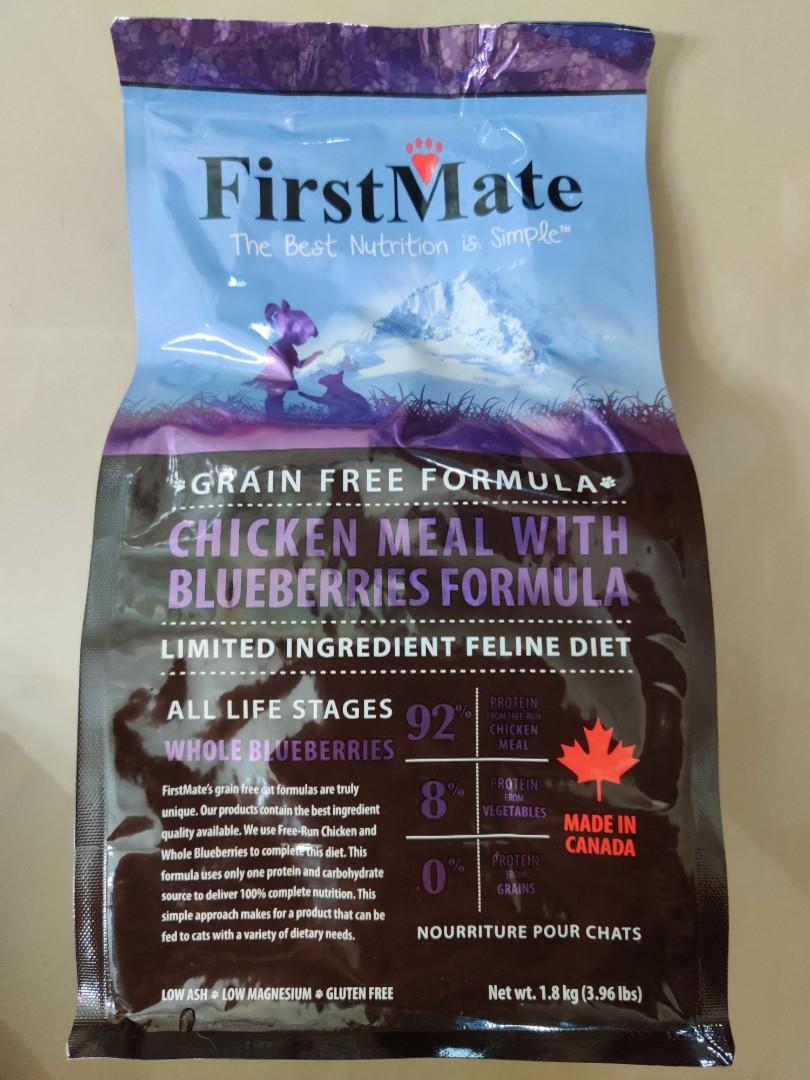 FirstMate
The Best Nutrition is Simple™
GRAIN FREE FORMULA
CHICKEN MEAL WITH
BLUEBERRIES FORMULA
LIMITED INGREDIENT FELINE DIET
ALL LIFE STAGES
WHOLE BLUEBERRIES
FirstMate's grain free cat formulas are truly
unique. Our products contain the best ingredient
quality available. We use Free-Run Chicken and
Whole Blueberries to complete this diet. This
formula uses only one protein and carbohydrate
source to deliver 100% complete nutrition. This
simple approach makes for a product that can be
fed to cats with a variety of dietary needs.
92%
PROTEIN
FROM FREE-RUN
CHICKEN
MEAL
8%
PROTEIN
FROM
VEGETABLES
0%
PROTEIN
FROM
GRAINS
MADE IN
CANADA
NOURRITURE POUR CHATS
LOW ASH LOW MAGNESIUM GLUTEN FREE
Net wt. 1.8 kg (3.96 lbs)